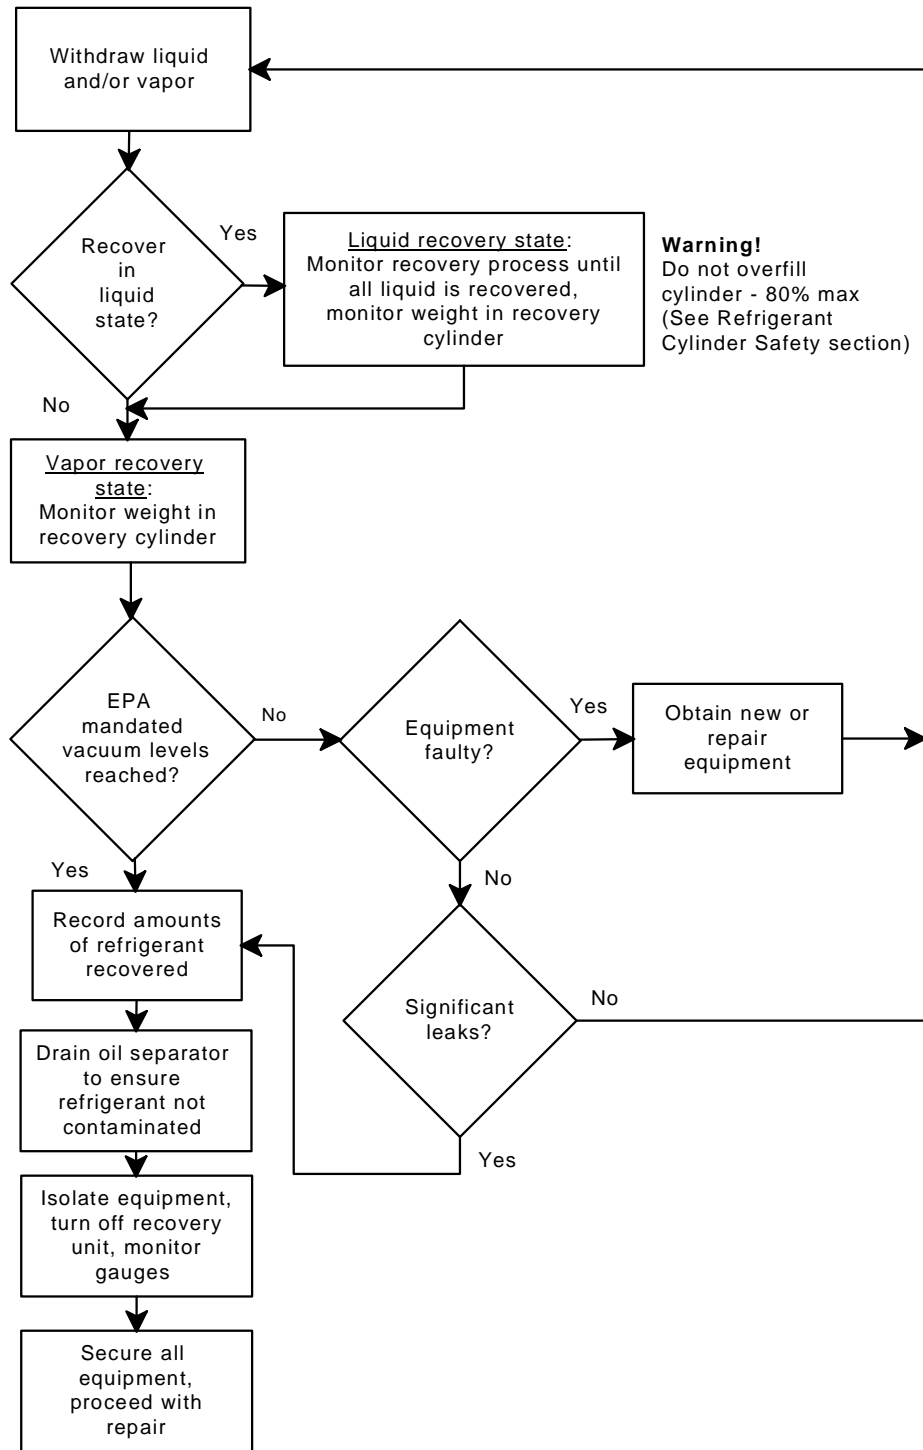 Withdraw liquid
and/or vapor
Recover
in
liquid
state?
Yes
Liquid recovery state:
Monitor recovery process until
all liquid is recovered,
monitor weight in recovery
cylinder
Warning!
Do not overfill
cylinder - 80% max
(See Refrigerant
Cylinder Safety section)
No
Vapor recovery
state:
Monitor weight in
recovery cylinder
EPA
mandated
vacuum levels
reached?
No
Equipment
faulty?
Yes
Obtain new or
repair
equipment
Yes
No
Record amounts
of refrigerant
recovered
Significant
leaks?
No
Yes
Drain oil separator
to ensure
refrigerant not
contaminated
Isolate equipment,
turn off recovery
unit, monitor
gauges
Secure all
equipment,
proceed with
repair